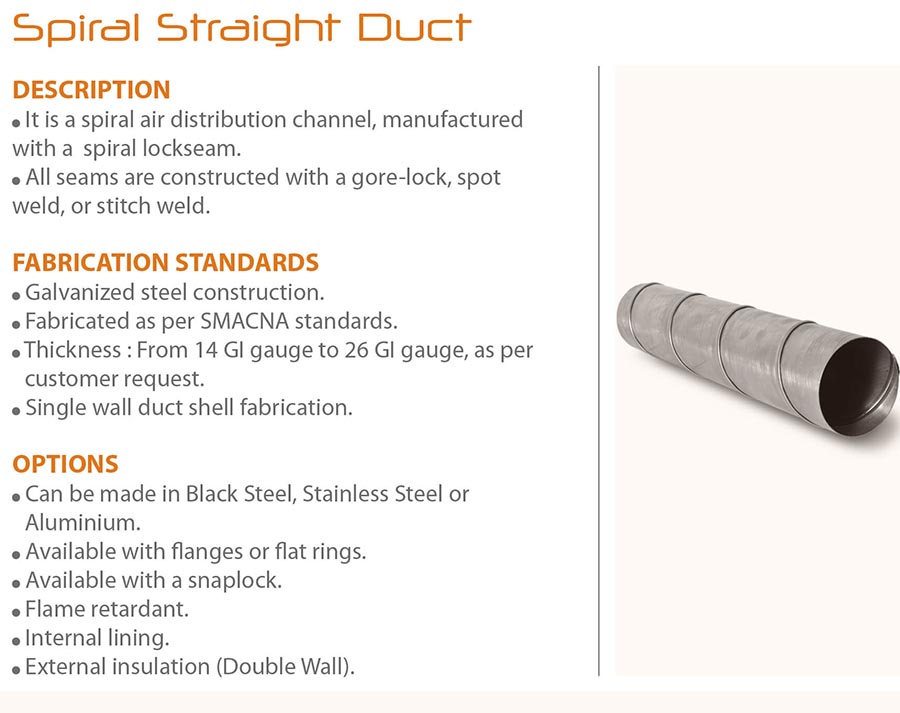 Spiral Straight Duct
DESCRIPTION
• It is a spiral air distribution channel, manufactured
with a spiral lockseam.
• All seams are constructed with a gore-lock, spot
weld, or stitch weld.
FABRICATION STANDARDS
• Galvanized steel construction.
• Fabricated as per SMACNA standards.
• Thickness : From 14 GI gauge to 26 GI gauge, as per
customer request.
• Single wall duct shell fabrication.
OPTIONS
• Can be made in Black Steel, Stainless Steel or
Aluminium.
• Available with flanges or flat rings.
• Available with a snaplock.
• Flame retardant.
• Internal lining.
• External insulation (Double Wall).